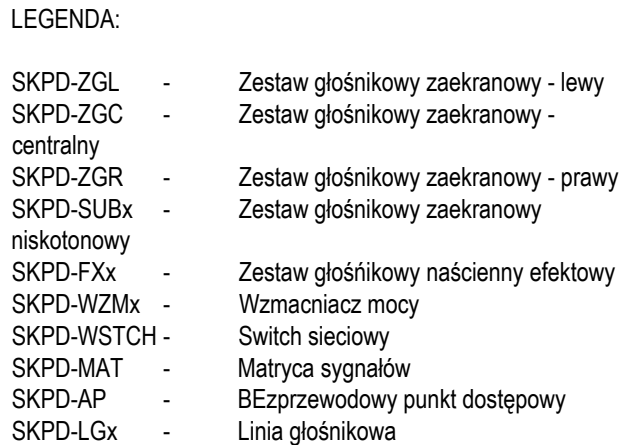 LEGENDA:
SKPD-ZGL - Zestaw głośnikowy zaekranowy - lewy
SKPD-ZGC - Zestaw głośnikowy zaekranowy -
centralny
SKPD-ZGR - Zestaw głośnikowy zaekranowy - prawy
SKPD-SUBx - Zestaw głośnikowy zaekranowy
niskotonowy
SKPD-FXx - Zestaw głośńikowy naścienny efektowy
SKPD-WZMx - Wzmacniacz mocy
SKPD-WSTCH - Switch sieciowy
SKPD-MAT - Matryca sygnałów
SKPD-AP - BEzprzewodowy punkt dostępowy
SKPD-LGx - Linia głośnikowa